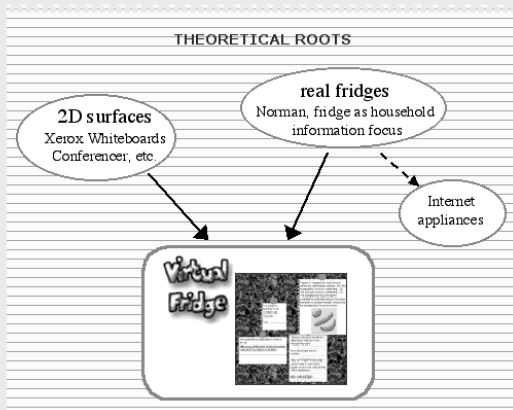 THEORETICAL ROOTS
2D surfaces
Xerox Whiteboards
Conferencer, etc.
real fridges
Norman, fridge as household
information focus
Internet
appliances
Virtual
Fridge